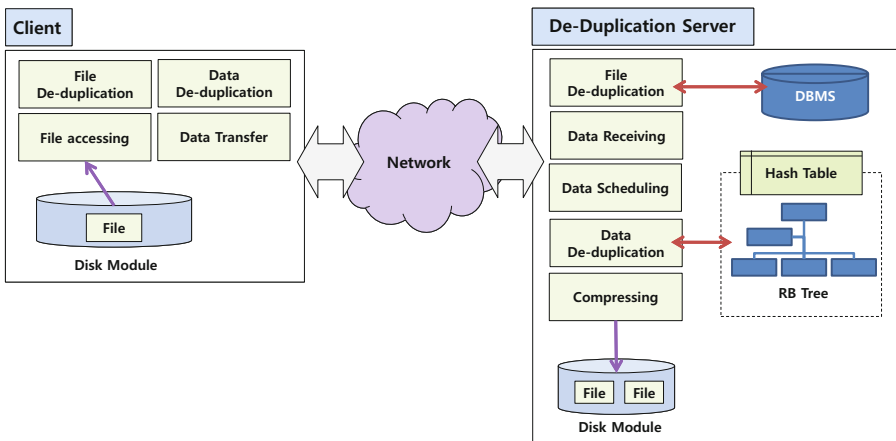 Client
File
De-duplication
Data
De-duplication
File accessing
Data Transfer
File
Disk Module
Network
De-Duplication Server
File
De-duplication
DBMS
Data Receiving
Data Scheduling
Hash Table
Data
De-duplication
RB Tree
Compressing
File
File
Disk Module